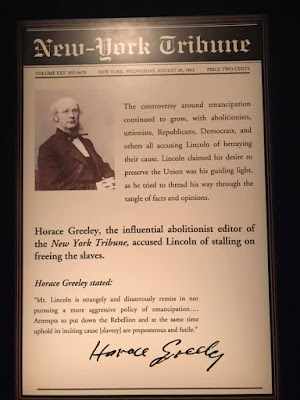 New-York Tribune
VOLUME XXII NO 6679 NEW YORK, WEDNESDAY, AUGUST 20, 1862 PRICE TWO CENTS
The controversy around emancipation
continued to grow, with abolitionists,
unionists, Republicans, Democrats, and
others all accusing Lincoln of betraying
their cause. Lincoln claimed his desire to
preserve the Union was his guiding light,
as he tried to thread his way through the
tangle of facts and opinions.
Horace Greeley, the influential abolitionist editor of
the New York Tribune, accused Lincoln of stalling on
freeing the slaves.
Horace Greeley stated:
"Mr. Lincoln is strangely and disastrously remiss in not
pursuing a more aggressive policy of emancipation....
Attempts to put down the Rebellion and at the same time
uphold its inciting cause [slavery] are preposterous and futile."
Horace Greeley